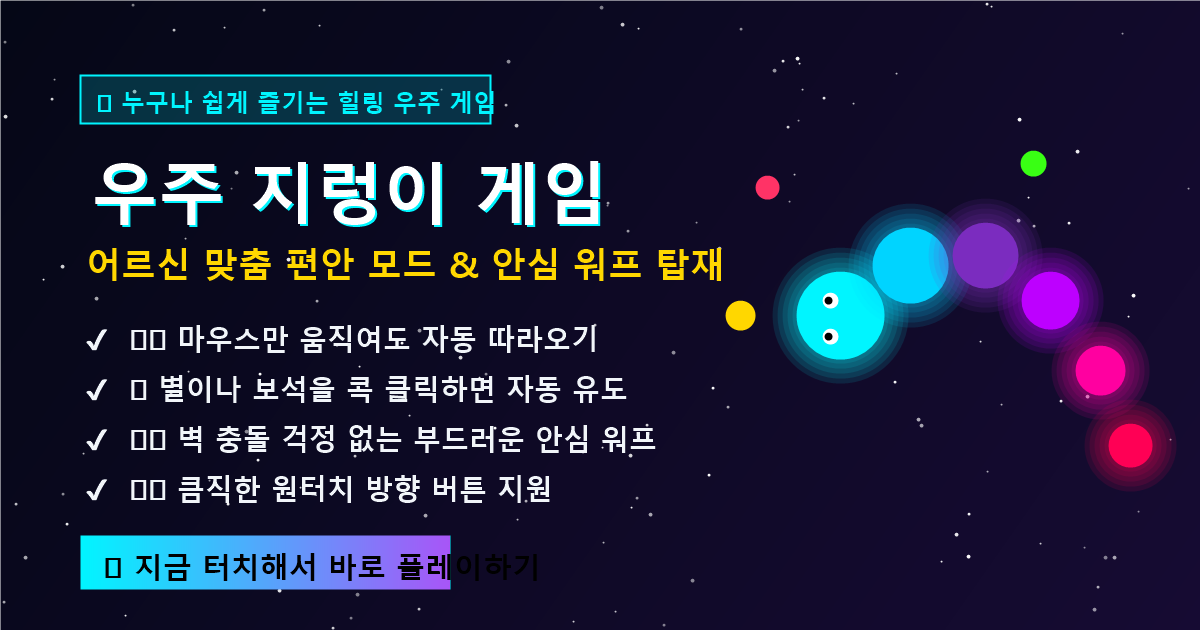 ▯ 누구나 쉽게 즐기는 힐링 우주 게임
우주 지렁이 게임
어르신 맞춤 편안 모드 & 안심 워프 탑재
✔ ▯▯ 마우스만 움직여도 자동 따라오기
✔ ▯ 별이나 보석을 콕 클릭하면 자동 유도
✔ ▯▯ 벽 충돌 걱정 없는 부드러운 안심 워프
✔ ▯▯ 큼직한 원터치 방향 버튼 지원
▯ 지금 터치해서 바로 플레이하기